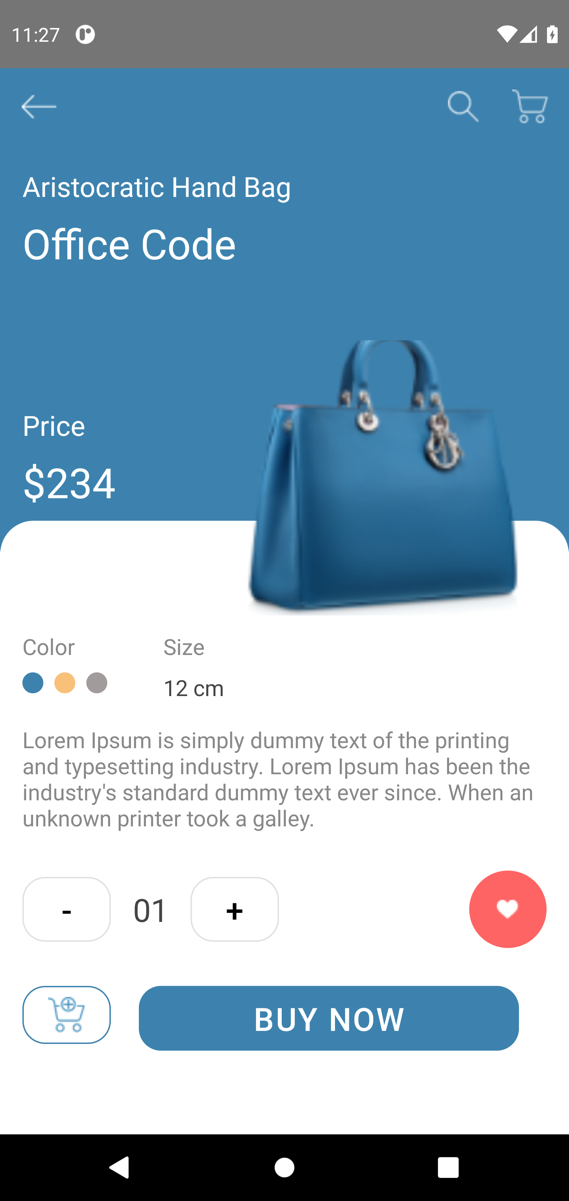 11:27
Aristocratic Hand Bag
Office Code
Price
$234
Color
Size
12 cm
Lorem Ipsum is simply dummy text of the printing
and typesetting industry. Lorem Ipsum has been the
industry's standard dummy text ever since. When an
unknown printer took a galley.
- 01 +
BUY NOW